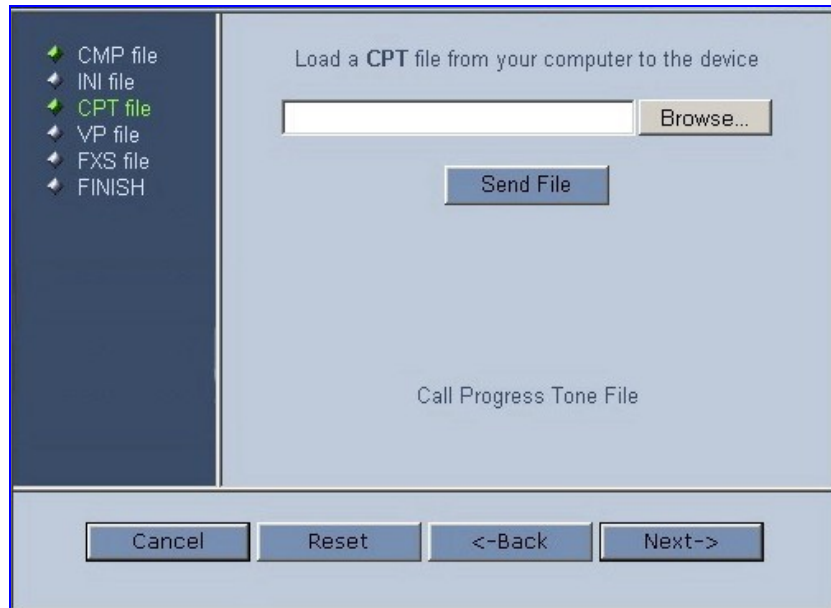 CMP file
INI file
CPT file
VP file
FXS file
FINISH
Load a CPT file from your computer to the device
Browse...
Send File
Call Progress Tone File
Cancel
Reset
<-Back
Next->